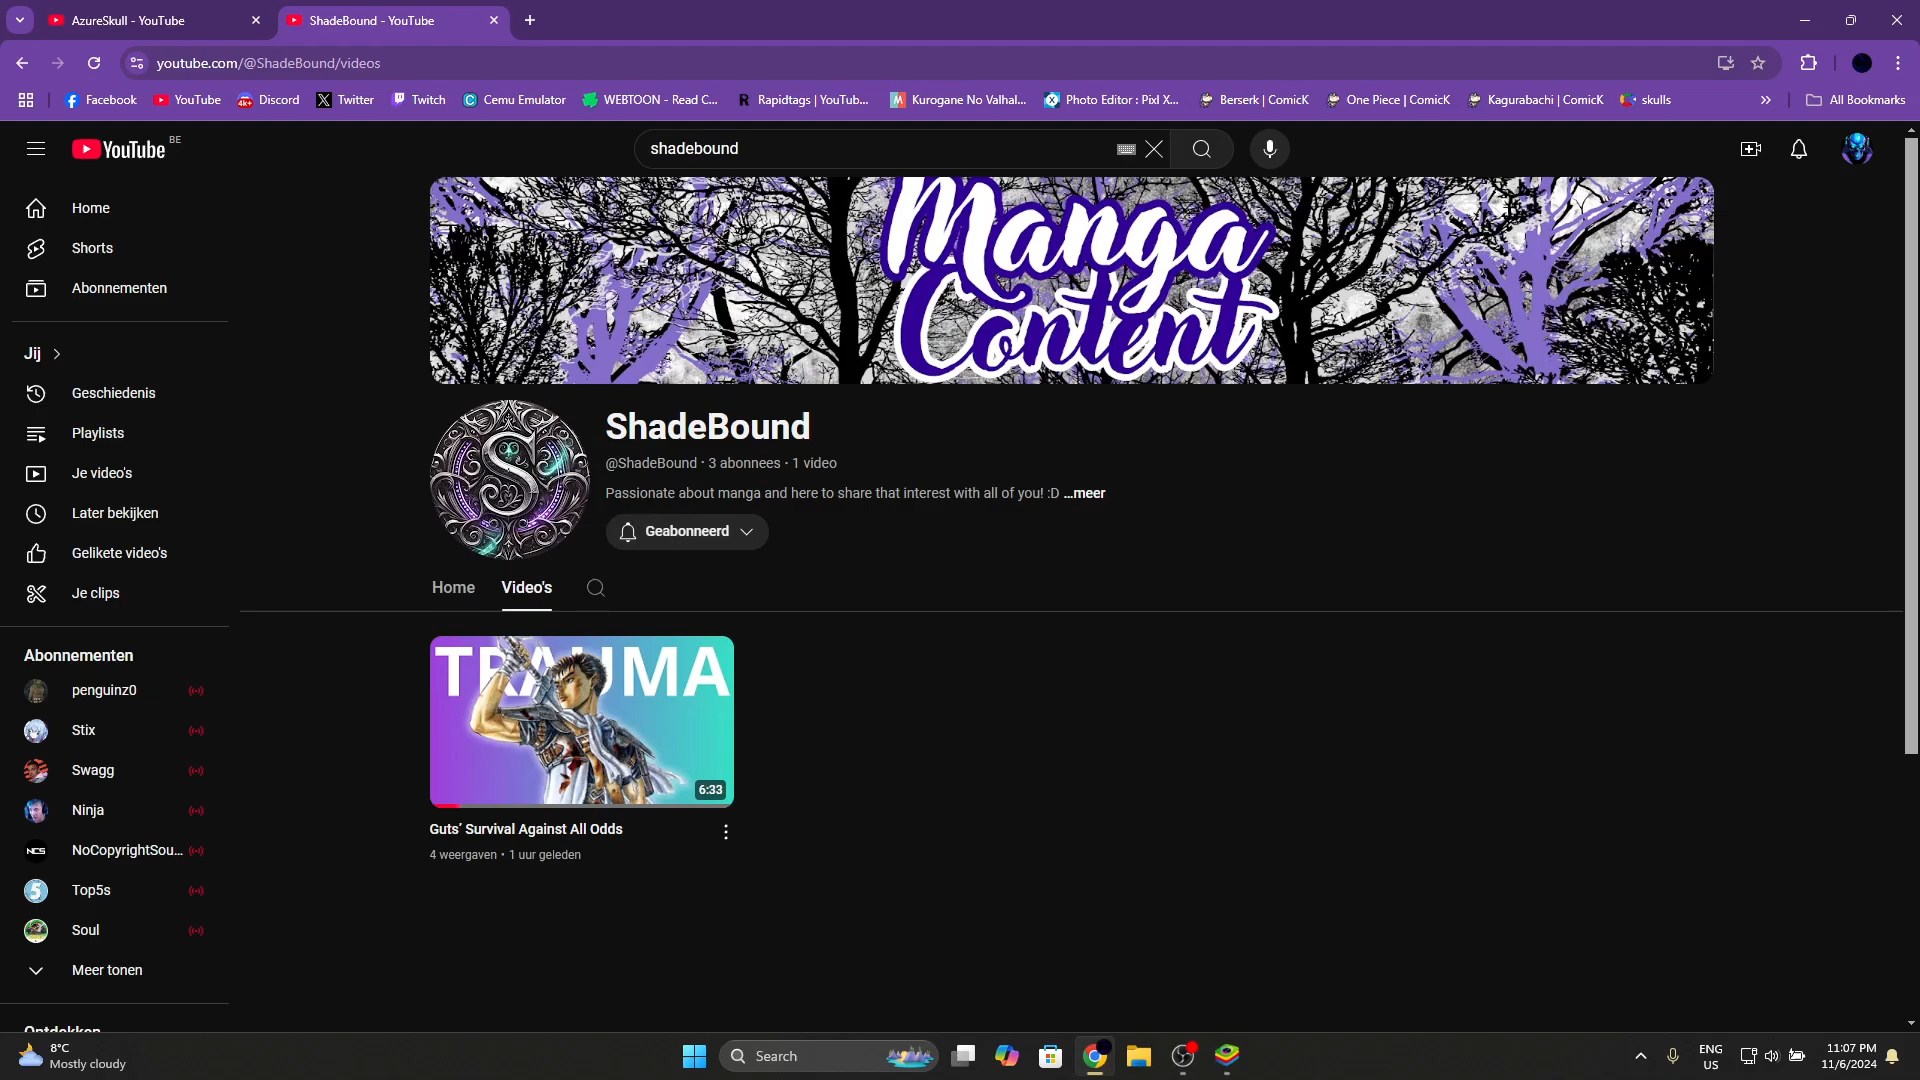 AzureSkull - YouTube
ShadeBound - YouTube
youtube.com/@ShadeBound/videos
Facebook
YouTube
4k+
Discord
Twitter
Twitch
Cemu Emulator
WEBTOON - Read C...
Rapidtags | YouTub...
Kurogane No Valhal...
Photo Editor : Pixl X...
Berserk | ComicK
One Piece | ComicK
Kagurabachi | ComicK
skulls
All Bookmarks
YouTube BE
shadebound
Home
Shorts
Abonnementen
Jij
Geschiedenis
Playlists
Je video's
Later bekijken
Gelikete video's
Je clips
Abonnementen
penguinz0
Stix
Swagg
Ninja
NCS
NoCopyrightSou...
5
Top5s
Soul
Meer tonen
Ontdekken
Manga
Content
S
ShadeBound
@ShadeBound · 3 abonnees · 1 video
Passionate about manga and here to share that interest with all of you! :D ...meer
Geabonneerd
Home
Video's
TRAUMA
6:33
Guts’ Survival Against All Odds
4 weergaven • 1 uur geleden
8°C
Mostly cloudy
Search
ENG
US
11:07 PM
11/6/2024